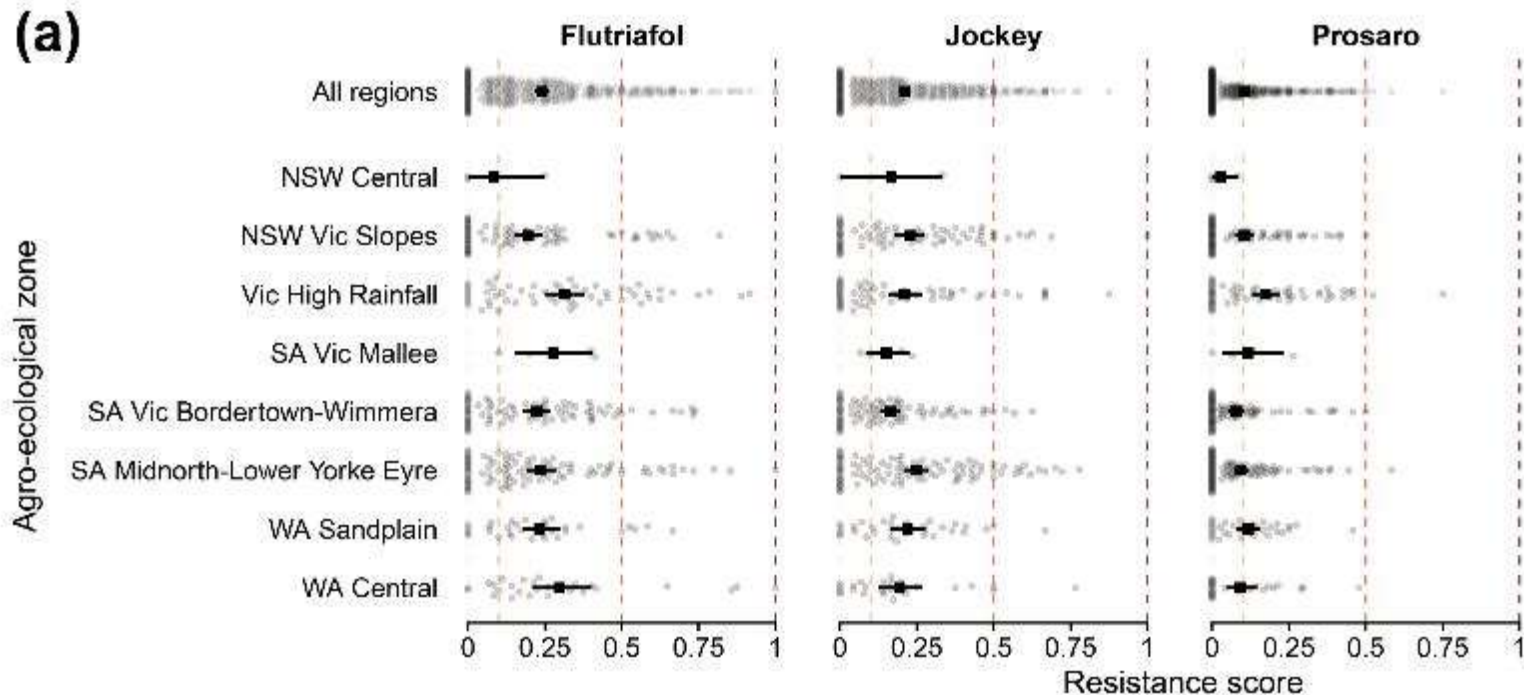 (a)
Flutriafol Jockey Prosaro
All regions
NSW Central
NSW Vic Slopes
Vic High Rainfall
SA Vic Mallee
SA Vic Bordertown-Wimmera
SA Midnorth-Lower Yorke Eyre
WA Sandplain
WA Central
Agro-ecological zone
0 0.25 0.5 0.75 1 0 0.25 0.5 0.75 1 0 0.25 0.5 0.75 1
Resistance score